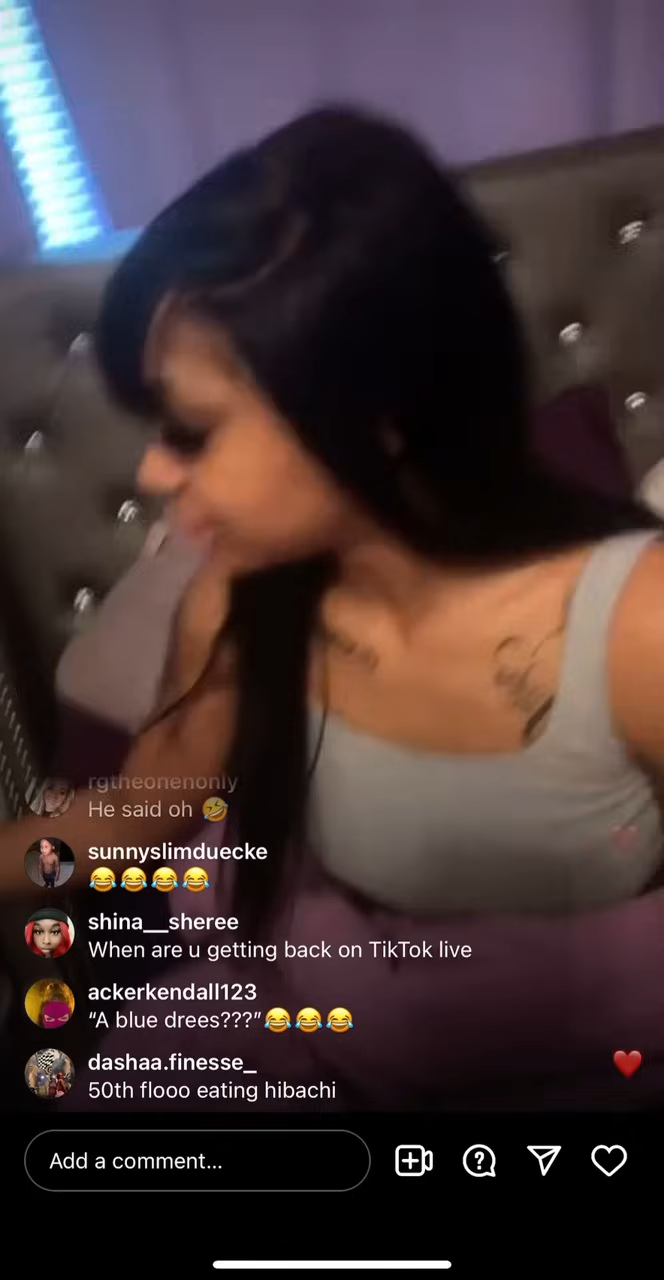 rgtheonenonly
He said oh 🤣
sunnyslimduecke
😂😂😂😂
shina__sheree
When are u getting back on TikTok live
ackerkendall123
“A blue drees???”😂😂😂
dashaa.finesse_
50th flooo eating hibachi
Add a comment...